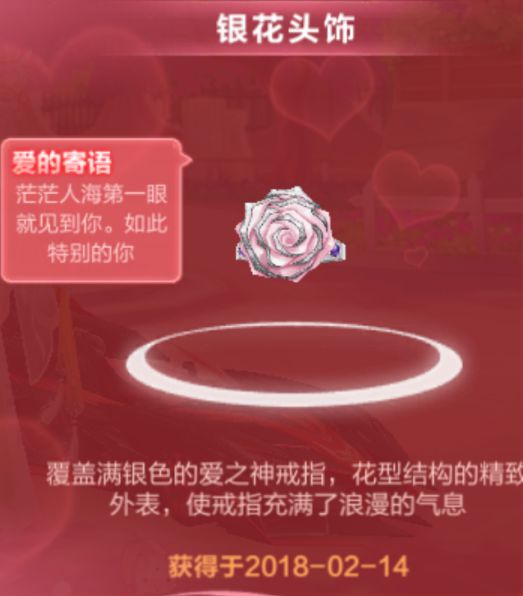 银花头饰
爱的寄语
茫茫人海第一眼
就见到你。如此
特别的你
覆盖满银色的爱之神戒指，花型结构的精致
外表，使戒指充满了浪漫的气息
获得于2018-02-14